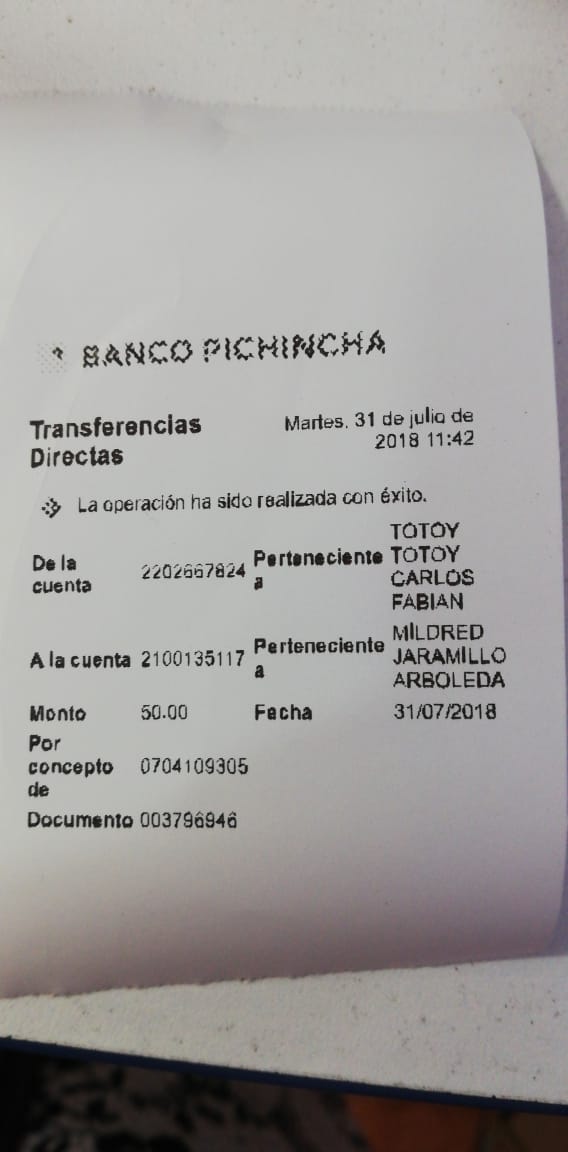 BANCO PICHINCHA
Transferencias Directas
Martes, 31 de julio de 2018 11:42
La operación ha sido realizada con éxito.
De la cuenta 2202667824 Perteneciente a TOTOY TOTOY CARLOS FABIAN
A la cuenta 2100135117 Perteneciente a MILDRED JARAMILLO ARBOLEDA
Monto 50.00 Fecha 31/07/2018
Por concepto de 0704109305
Documento 003796946